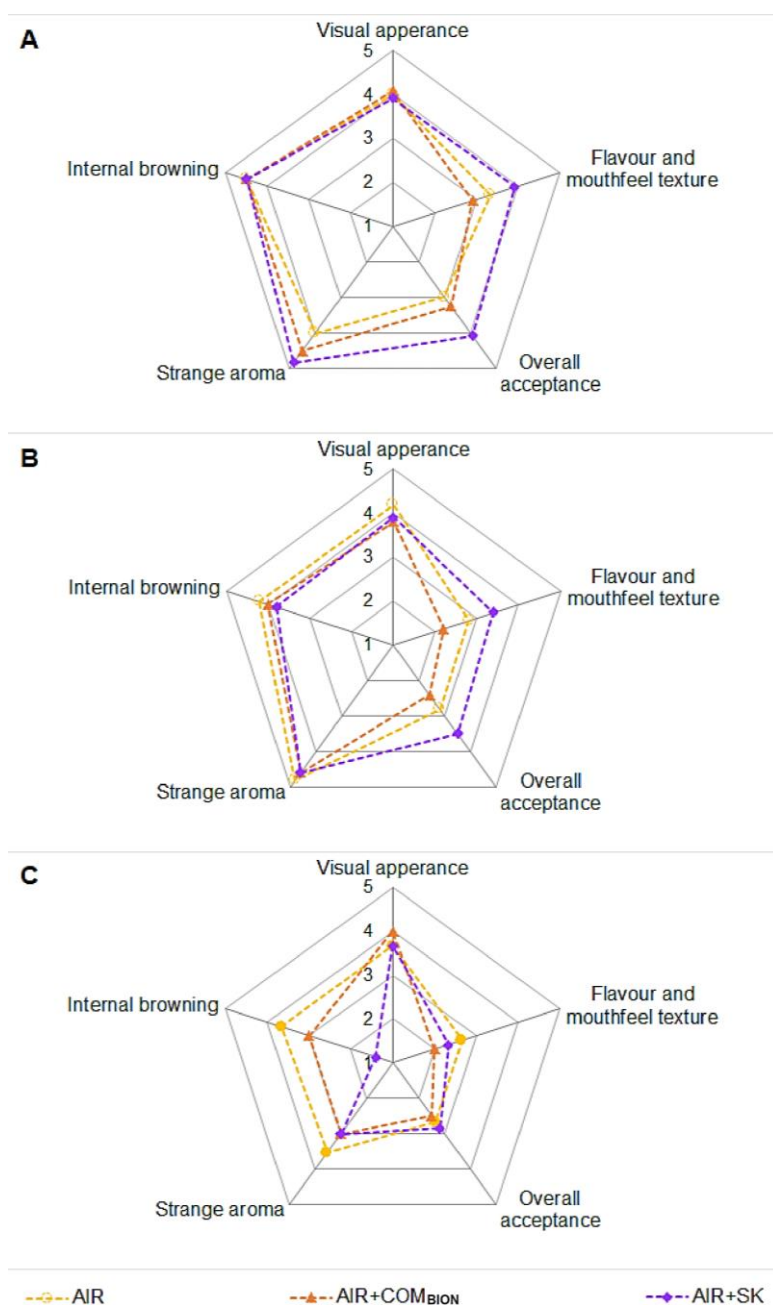 A
Visual apperance
5
4
3
2
1
Flavour and
mouthfeel texture
Overall
acceptance
Strange aroma
Internal browning
B
Visual apperance
5
4
3
2
1
Flavour and
mouthfeel texture
Overall
acceptance
Strange aroma
Internal browning
C
Visual apperance
5
4
3
2
1
Flavour and
mouthfeel texture
Overall
acceptance
Strange aroma
Internal browning
AIR AIR+COMBION AIR+SK